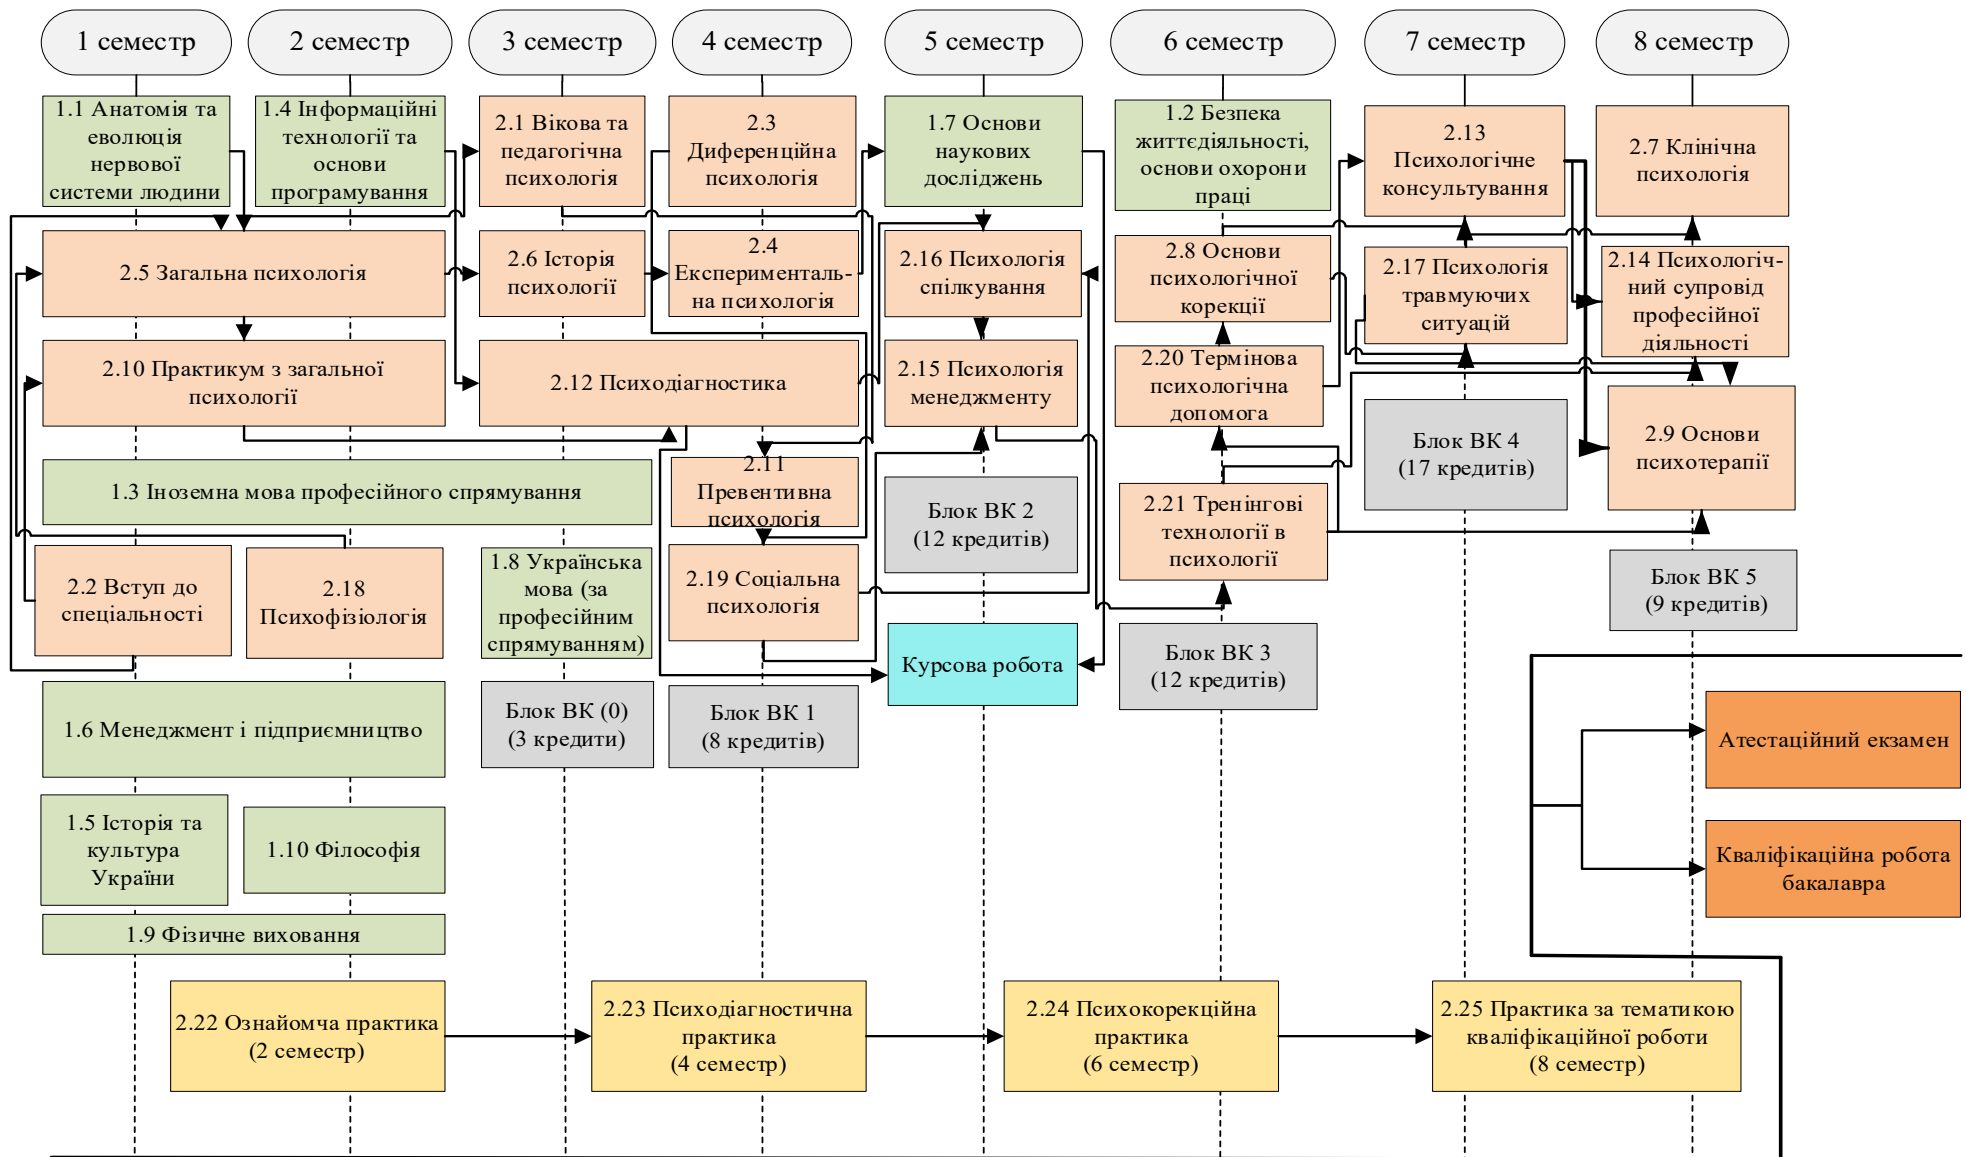 1 семестр
2 семестр
3 семестр
4 семестр
5 семестр
6 семестр
7 семестр
8 семестр
1.1 Анатомія та
еволюція
нервової
системи людини
1.4 Інформаційні
технології та
основи
програмування
2.1 Вікова та
педагогічна
психологія
2.3
Диференційна
психологія
1.7 Основи
наукових
досліджень
1.2 Безпека
життєдіяльності,
основи охорони
праці
2.13
Психологічне
консультування
2.7 Клінічна
психологія
2.5 Загальна психологія
2.6 Історія
психології
2.4
Експерименталь-
на психологія
2.16 Психологія
спілкування
2.8 Основи
психологічної
корекції
2.17 Психологія
травмуючих
ситуацій
2.14 Психологіч-
ний супровід
професійної
діяльності
2.10 Практикум з загальної
психології
2.12 Психодіагностика
2.15 Психологія
менеджменту
2.20 Термінова
психологічна
допомога
Блок ВК 4
(17 кредитів)
2.9 Основи
психотерапії
1.3 Іноземна мова професійного спрямування
2.11
Превентивна
психологія
Блок ВК 2
(12 кредитів)
2.21 Тренінгові
технології в
психології
2.2 Вступ до
спеціальності
2.18
Психофізіологія
1.8 Українська
мова (за
професійним
спрямуванням)
2.19 Соціальна
психологія
Блок ВК 5
(9 кредитів)
Курсова робота
Блок ВК 3
(12 кредитів)
1.6 Менеджмент і підприємництво
Блок ВК (0)
(3 кредити)
Блок ВК 1
(8 кредитів)
Атестаційний екзамен
1.5 Історія та
культура
України
1.10 Філософія
Кваліфікаційна робота
бакалавра
1.9 Фізичне виховання
2.22 Ознайомча практика
(2 семестр)
2.23 Психодіагностична
практика
(4 семестр)
2.24 Психокорекційна
практика
(6 семестр)
2.25 Практика за тематикою
кваліфікаційної роботи
(8 семестр)